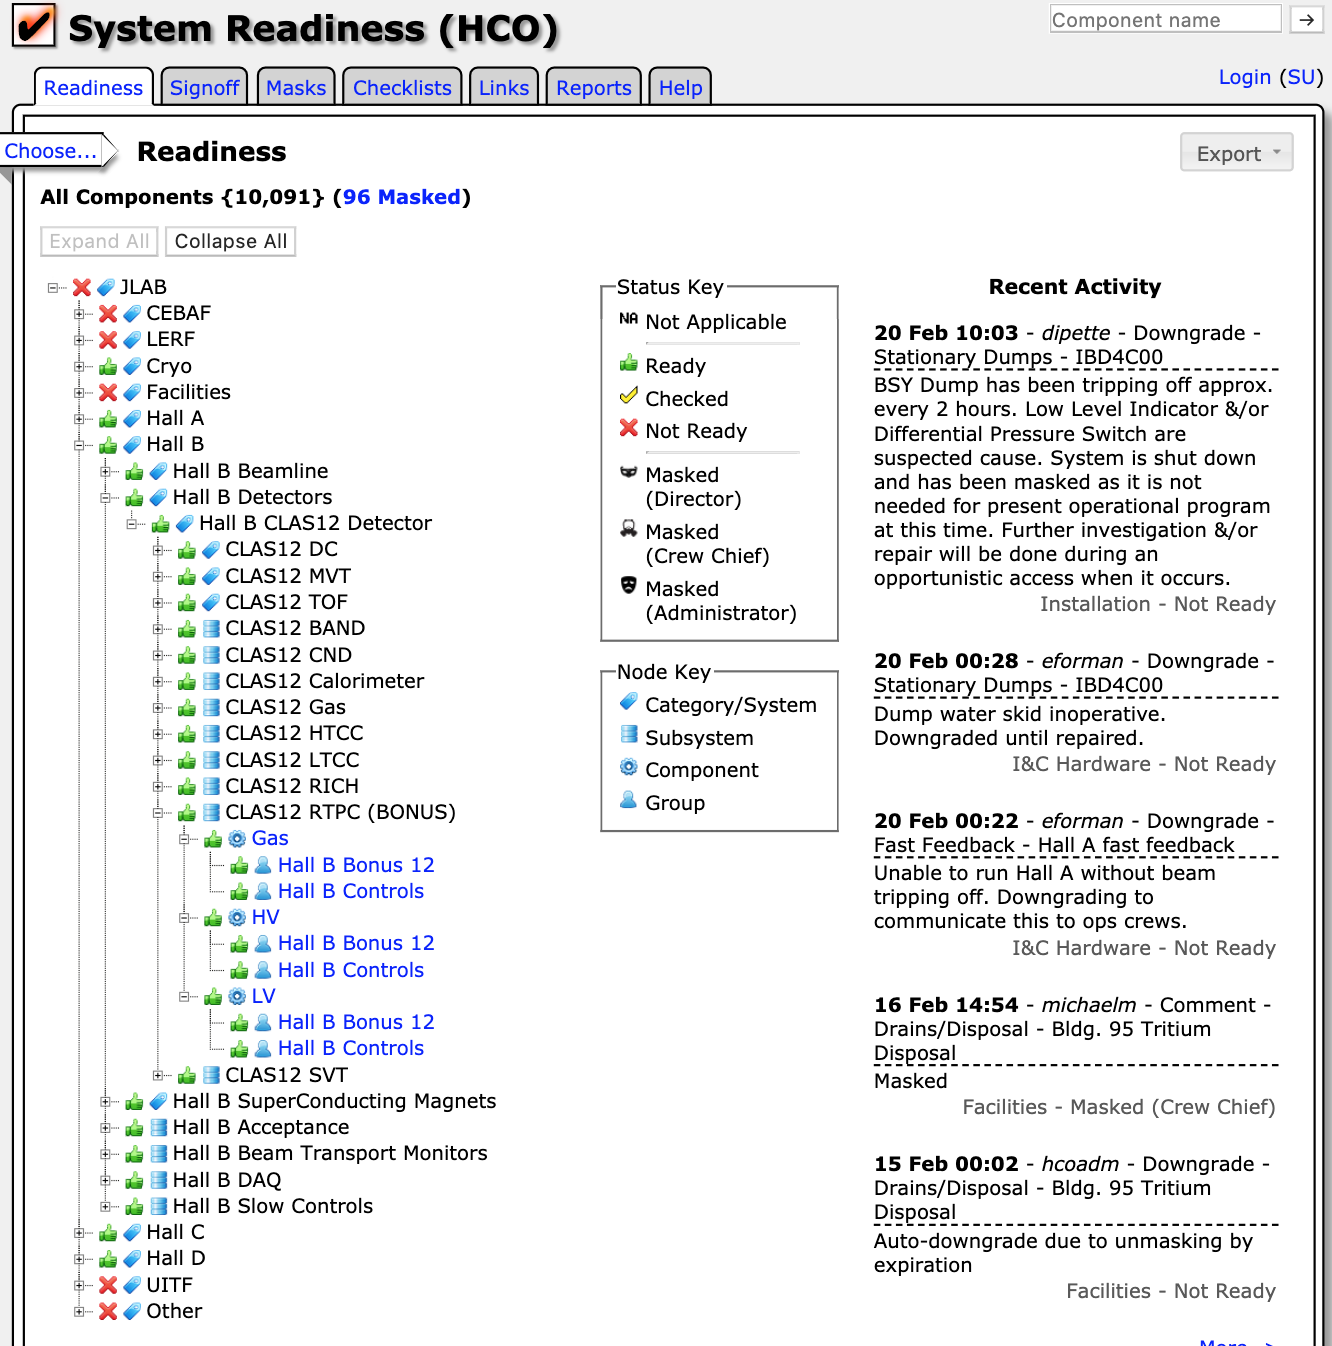 System Readiness (HCO)
Component name
→
Readiness
Signoff
Masks
Checklists
Links
Reports
Help
Login (SU)
Choose...
Readiness
Export
All Components {10,091} (96 Masked)
Expand All
Collapse All
JLAB
CEBAF
LERF
Cryo
Facilities
Hall A
Hall B
Hall B Beamline
Hall B Detectors
Hall B CLAS12 Detector
CLAS12 DC
CLAS12 MVT
CLAS12 TOF
CLAS12 BAND
CLAS12 CND
CLAS12 Calorimeter
CLAS12 Gas
CLAS12 HTCC
CLAS12 LTCC
CLAS12 RICH
CLAS12 RTPC (BONUS)
Gas
Hall B Bonus 12
Hall B Controls
HV
Hall B Bonus 12
Hall B Controls
LV
Hall B Bonus 12
Hall B Controls
CLAS12 SVT
Hall B SuperConducting Magnets
Hall B Acceptance
Hall B Beam Transport Monitors
Hall B DAQ
Hall B Slow Controls
Hall C
Hall D
UITF
Other
Status Key
NA Not Applicable
Ready
Checked
Not Ready
Masked
(Director)
Masked
(Crew Chief)
Masked
(Administrator)
Node Key
Category/System
Subsystem
Component
Group
Recent Activity
20 Feb 10:03 - dipette - Downgrade -
Stationary Dumps - IBD4C00
BSY Dump has been tripping off approx.
every 2 hours. Low Level Indicator &/or
Differential Pressure Switch are
suspected cause. System is shut down
and has been masked as it is not
needed for present operational program
at this time. Further investigation &/or
repair will be done during an
opportunistic access when it occurs.
Installation - Not Ready
20 Feb 00:28 - eforman - Downgrade -
Stationary Dumps - IBD4C00
Dump water skid inoperative.
Downgraded until repaired.
I&C Hardware - Not Ready
20 Feb 00:22 - eforman - Downgrade -
Fast Feedback - Hall A fast feedback
Unable to run Hall A without beam
tripping off. Downgrading to
communicate this to ops crews.
I&C Hardware - Not Ready
16 Feb 14:54 - michaelm - Comment -
Drains/Disposal - Bldg. 95 Tritium
Disposal
Masked
Facilities - Masked (Crew Chief)
15 Feb 00:02 - hcoadm - Downgrade -
Drains/Disposal - Bldg. 95 Tritium
Disposal
Auto-downgrade due to unmasking by
expiration
Facilities - Not Ready
More ->